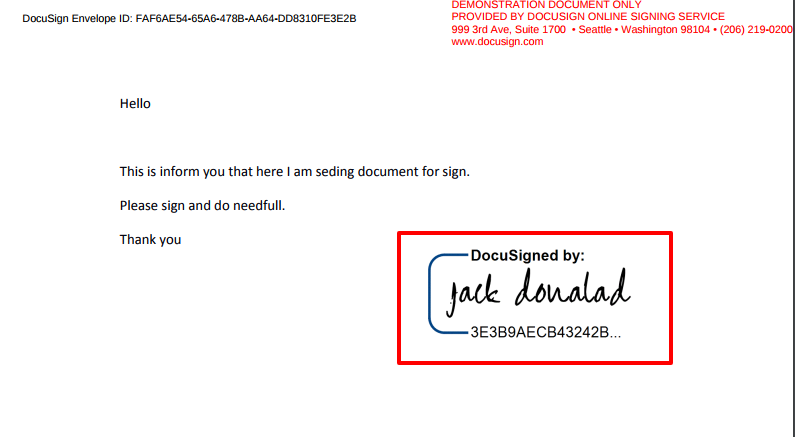 DocuSign Envelope ID: FAF6AE54-65A6-478B-AA64-DD8310FE3E2B
DEMONSTRATION DOCUMENT ONLY
PROVIDED BY DOCUSIGN ONLINE SIGNING SERVICE
999 3rd Ave, Suite 1700 • Seattle • Washington 98104 • (206) 219-0200
www.docusign.com
Hello
This is inform you that here I am seding document for sign.
Please sign and do needfull.
Thank you
DocuSigned by:
jack donalad
3E3B9AECB43242B...